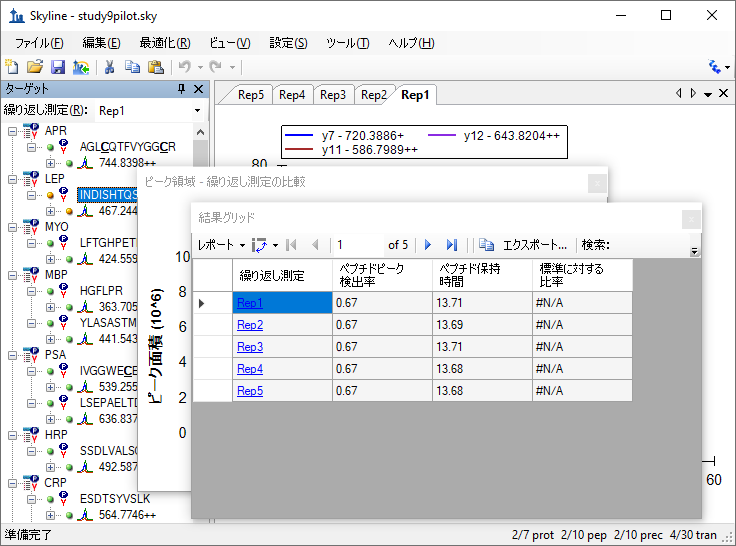 Skyline - study9pilot.sky
ファイル(F) 編集(E) 最適化(R) ビュー(V) 設定(S) ツール(T) ヘルプ(H)
ターゲット
繰り返し測定(R): Rep1
APR
AGLCQTFVYGGCR
744.8398++
LEP
INDISHTQS
467.244
MYO
LFTGHPET
424.559
MBP
HGFLPR
363.705
YLASASTM
441.543
PSA
IVGGWEC
539.255
LSEPAELTD
636.837
HRP
SSDLVALSG
492.587
CRP
ESDTSYVSLK
564.7746++
Rep5 Rep4 Rep3 Rep2 Rep1
y7 - 720.3886+ y12 - 643.8204++
y11 - 586.7989++
80
60
ピーク領域 - 繰り返し測定の比較
ピーク面積 (10^6)
10
8
6
4
2
0
結果グリッド
レポート 1 of 5 エクスポート... 検索:
繰り返し測定 ペプチドピーク検出率 ペプチド保持時間 標準に対する比率
Rep1 0.67 13.71 #N/A
Rep2 0.67 13.69 #N/A
Rep3 0.67 13.71 #N/A
Rep4 0.67 13.68 #N/A
Rep5 0.67 13.68 #N/A
準備完了 2/7 prot 2/10 pep 2/10 prec 4/30 tran